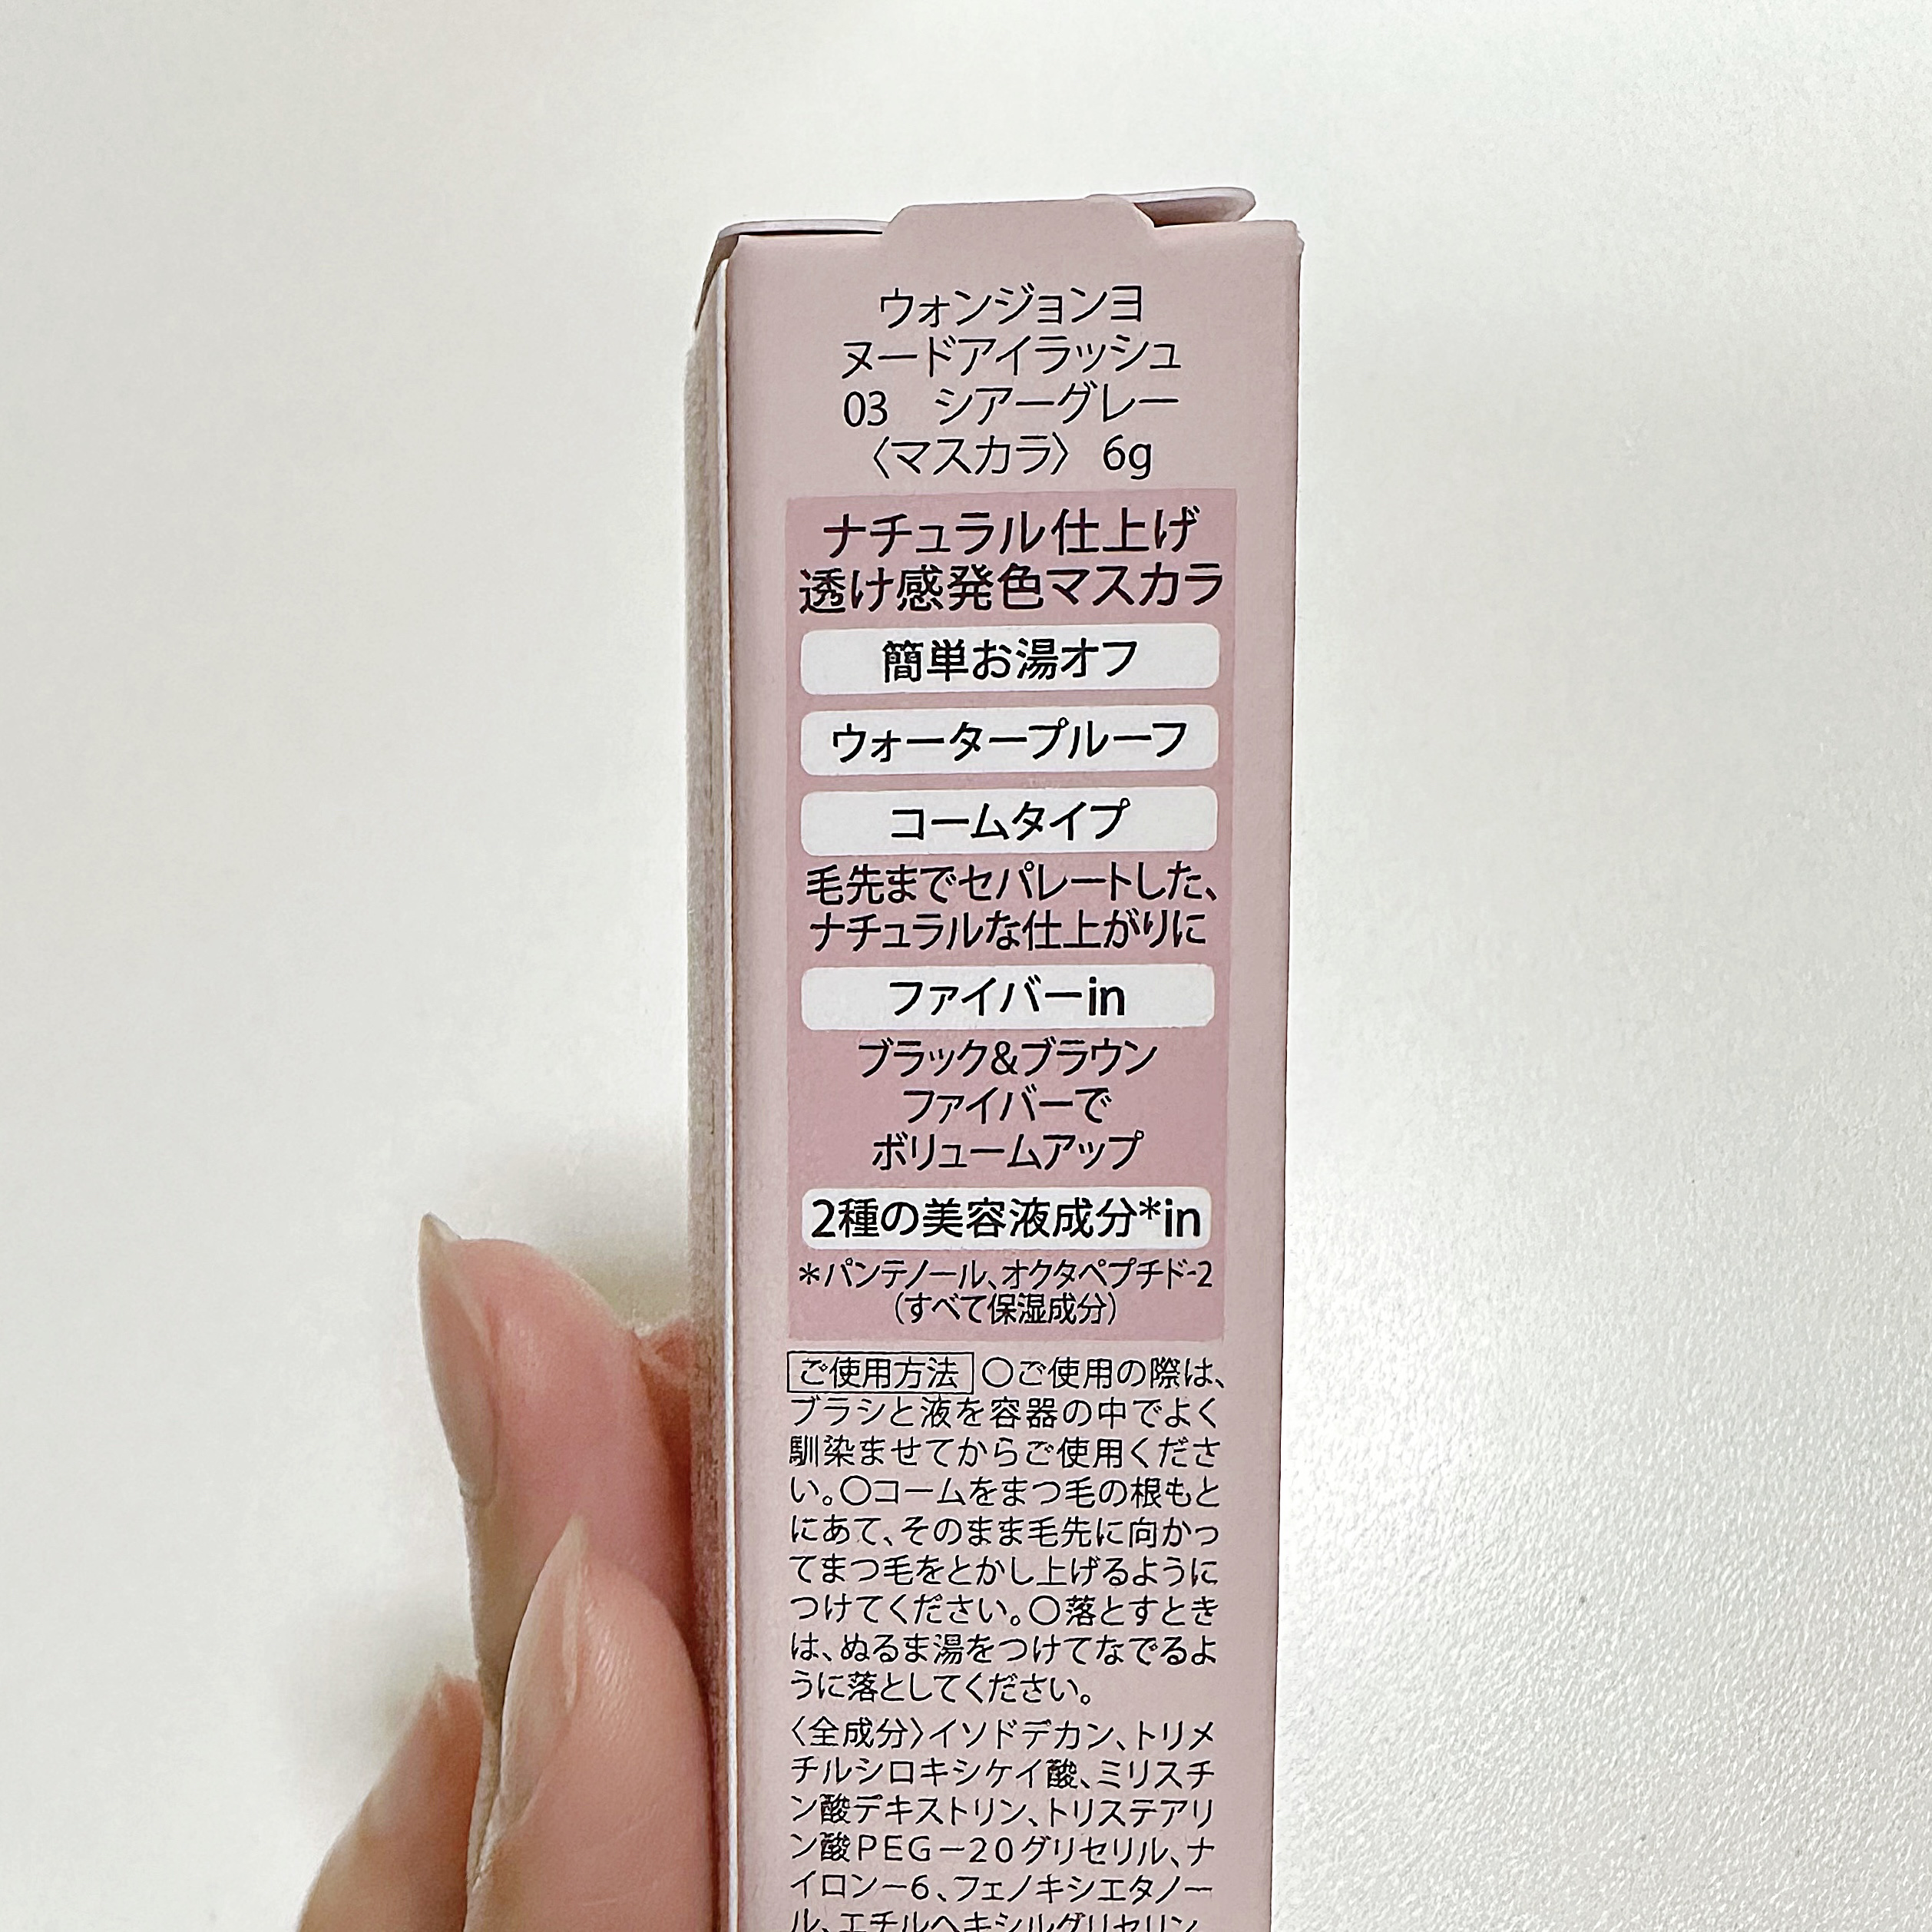 ウォンジョンヨ
ヌードアイラッシュ
03　シアーグレー
〈マスカラ〉 6g
ナチュラル仕上げ
透け感発色マスカラ
簡単お湯オフ
ウォータープルーフ
コームタイプ
毛先までセパレートした、
ナチュラルな仕上がりに
ファイバーin
ブラック&ブラウン
ファイバーで
ボリュームアップ
2種の美容液成分*in
*パンテノール、オクタペプチド-2
(すべて保湿成分)
ご使用方法 〇ご使用の際は、
ブラシと液を容器の中でよく
馴染ませてからご使用くださ
い。〇コームをまつ毛の根もと
にあて、そのまま毛先に向かっ
てまつ毛をとかし上げるように
つけてください。〇落とすとき
は、ぬるま湯をつけてなでるよ
うに落としてください。
〈全成分〉イソドデカン、トリメ
チルシロキシケイ酸、ミリスチ
ン酸デキストリン、トリステアリ
ン酸PEG－20グリセリル、ナ
イロン－6、フェノキシエタノー
ル、エチルヘキシルグリセリン、